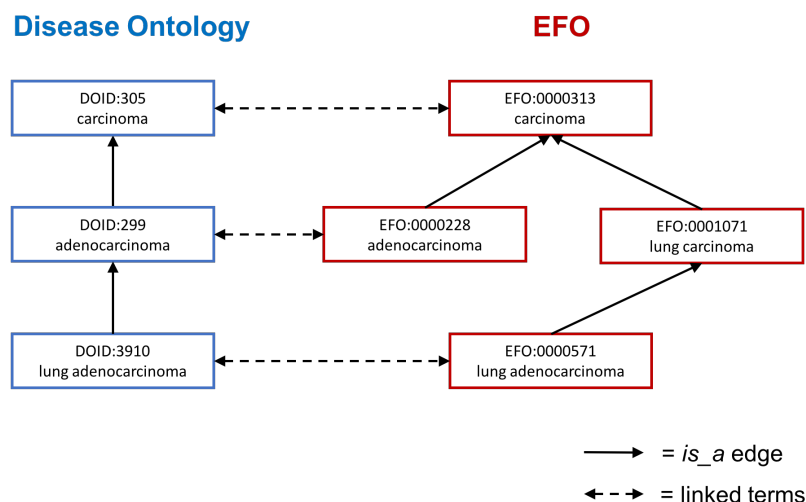 Disease Ontology
EFO
DOID:305
carcinoma
EFO:0000313
carcinoma
DOID:299
adenocarcinoma
EFO:0000228
adenocarcinoma
EFO:0001071
lung carcinoma
DOID:3910
lung adenocarcinoma
EFO:0000571
lung adenocarcinoma
= is_a edge
= linked terms